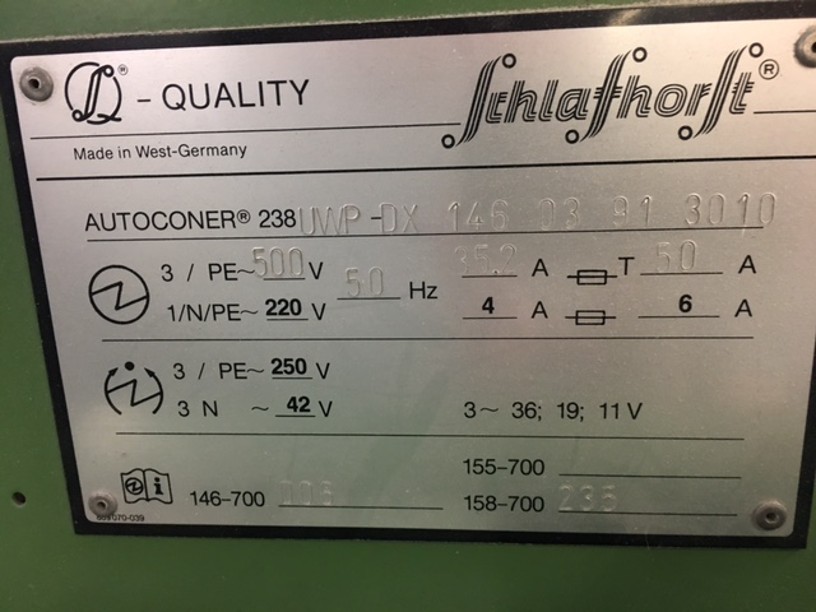 ® - QUALITY Schlafhorst ®
Made in West-Germany
AUTOCONER® 238 UWP-DX 146 03 91 3010
3 / PE~ 500 V 50 Hz 35.2 A T 50 A
1/N/PE~ 220 V 4 A 6 A
3 / PE~ 250 V
3 N ~ 42 V 3~ 36; 19; 11 V
155-700
146-700 006
158-700 235